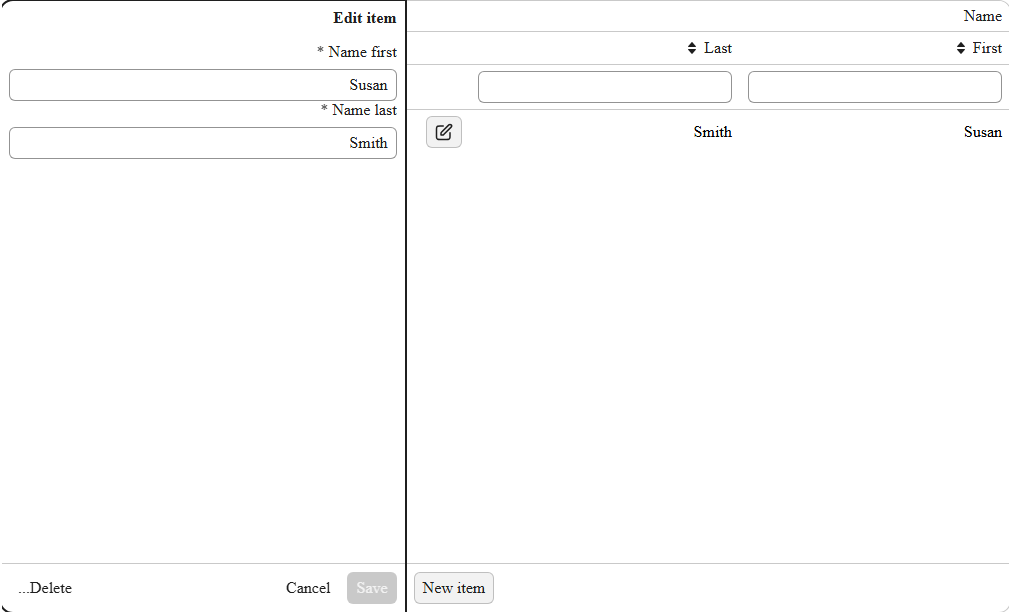 Name
First
Last
Susan
Smith
New item
Edit item
* Name first
Susan
* Name last
Smith
Save
Cancel
...Delete